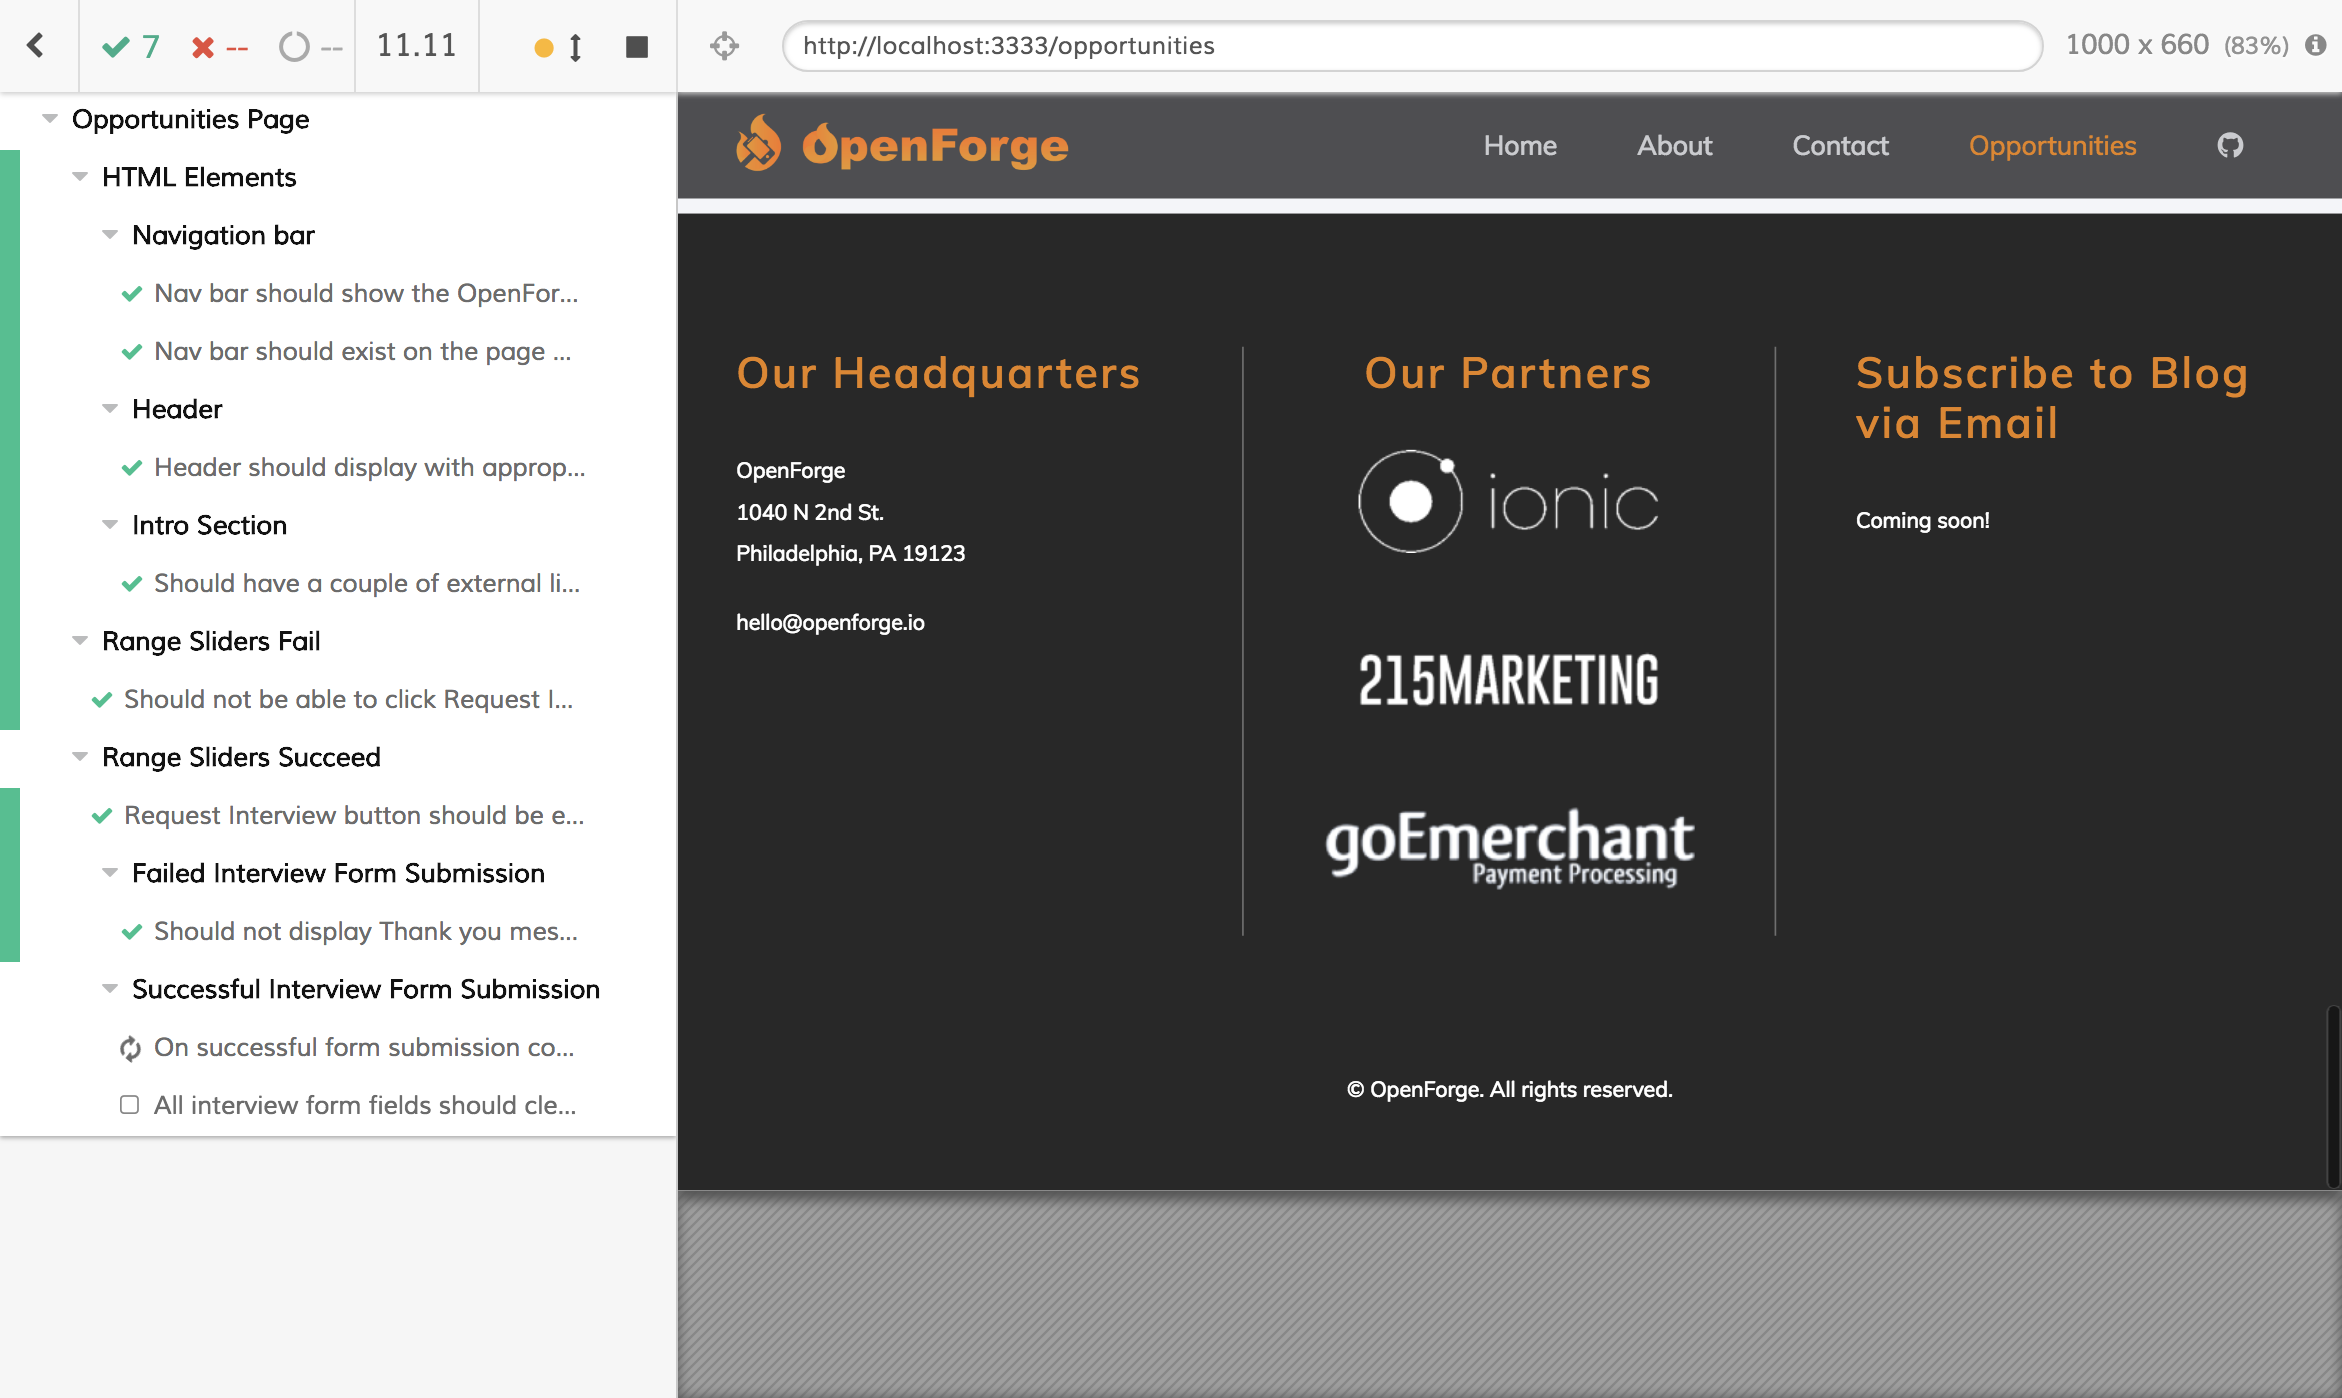 7 -- -- 11.11
http://localhost:3333/opportunities
1000 x 660 (83%)
Opportunities Page
HTML Elements
Navigation bar
Nav bar should show the OpenFor...
Nav bar should exist on the page ...
Header
Header should display with approp...
Intro Section
Should have a couple of external li...
Range Sliders Fail
Should not be able to click Request I...
Range Sliders Succeed
Request Interview button should be e...
Failed Interview Form Submission
Should not display Thank you mes...
Successful Interview Form Submission
On successful form submission co...
All interview form fields should cle...
OpenForge
Home About Contact Opportunities
Our Headquarters
OpenForge
1040 N 2nd St.
Philadelphia, PA 19123
hello@openforge.io
Our Partners
ionic
215MARKETING
goEmerchant
Payment Processing
Subscribe to Blog
via Email
Coming soon!
© OpenForge. All rights reserved.